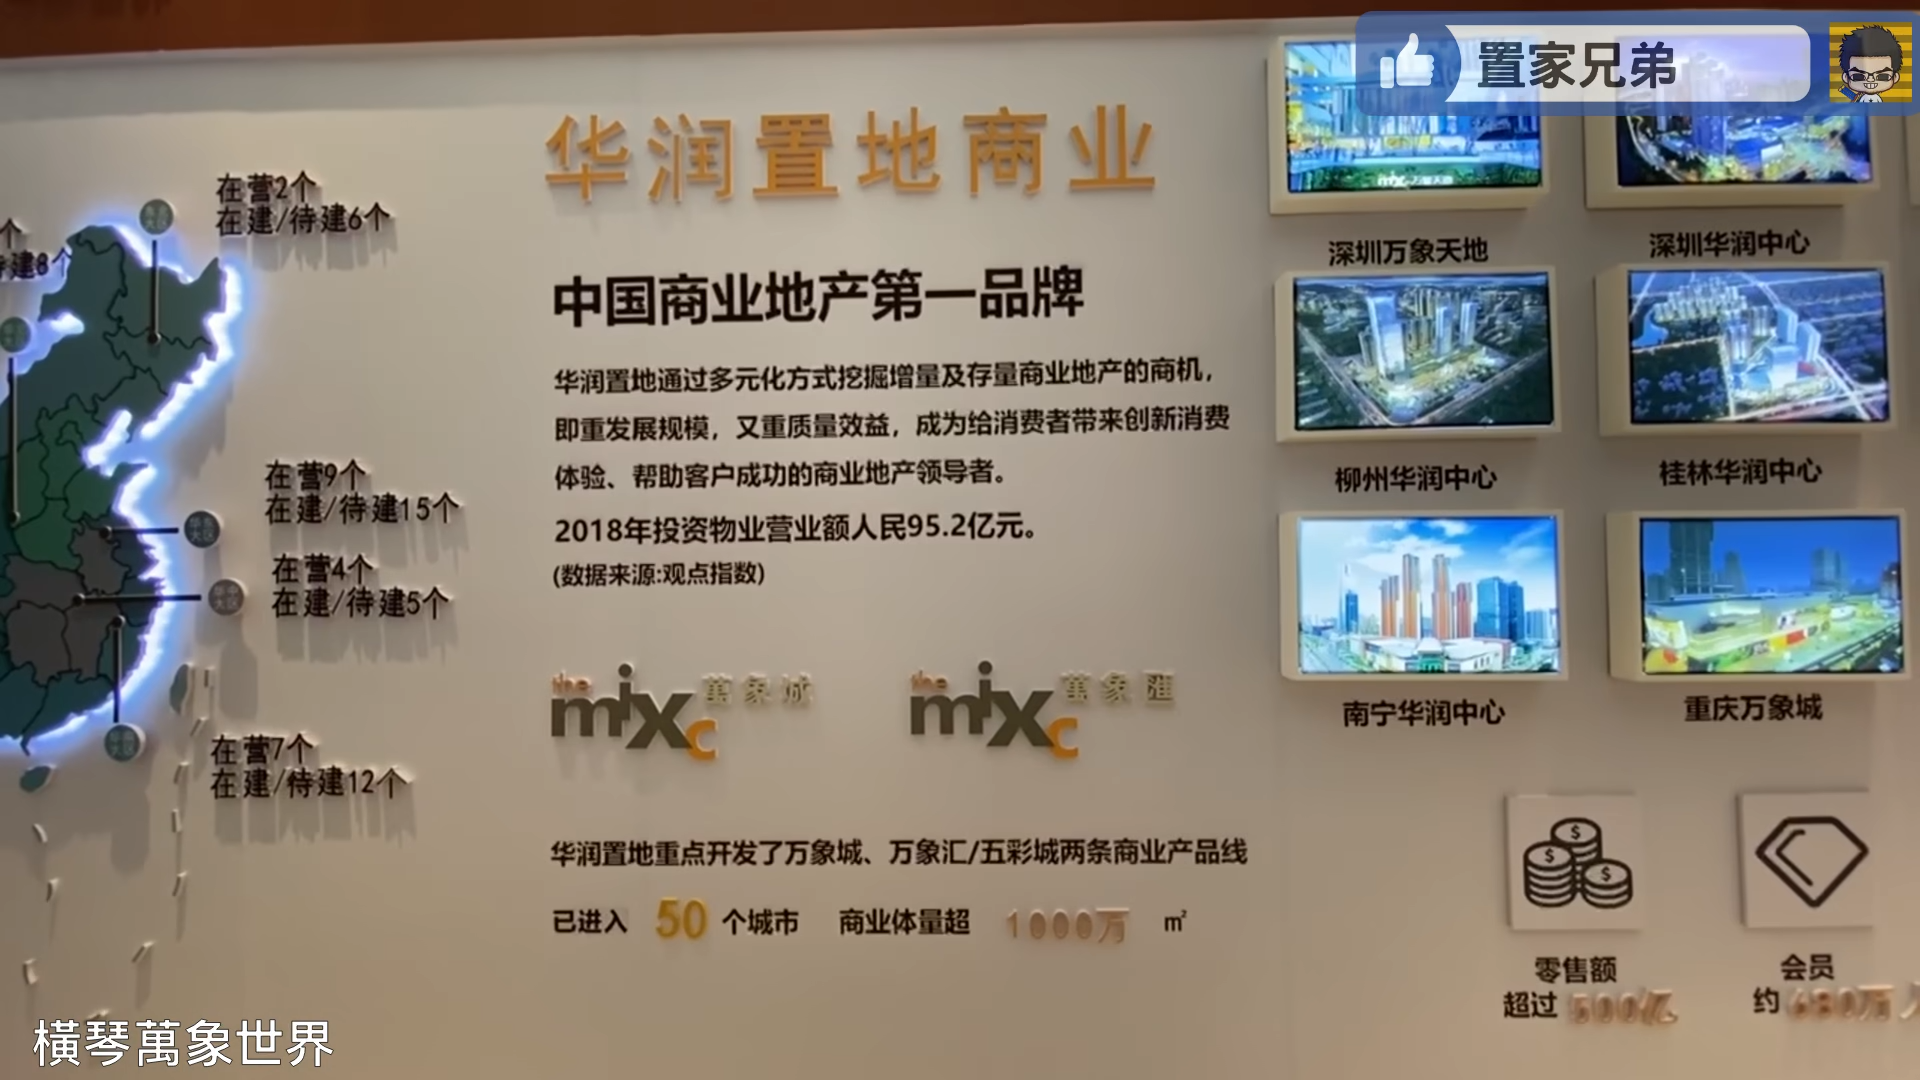 置家兄弟
华润置地商业
中国商业地产第一品牌
华润置地通过多元化方式挖掘增量及存量商业地产的商机，
即重发展规模，又重质量效益，成为给消费者带来创新消费
体验、帮助客户成功的商业地产领导者。
2018年投资物业营业额人民95.2亿元。
(数据来源:观点指数)
the mixc 萬象城
the mixc 萬象匯
华润置地重点开发了万象城、万象汇/五彩城两条商业产品线
已进入 50 个城市 商业体量超 1000万 ㎡
在营2个
在建/待建6个
个
待建8个
在营9个
在建/待建15个
华东大区
在营4个
在建/待建5个
华中大区
在营7个
在建/待建12个
深圳万象天地
深圳华润中心
柳州华润中心
桂林华润中心
南宁华润中心
重庆万象城
零售额
超过 500亿
会员
约
橫琴萬象世界